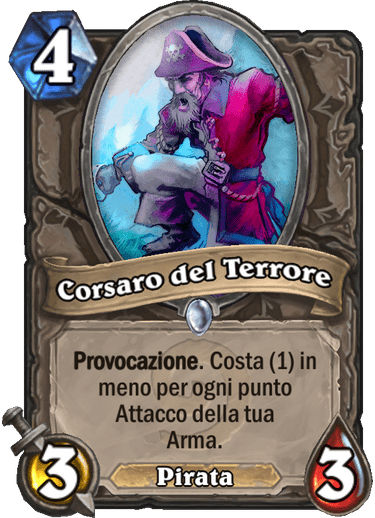 4
Corsaro del Terrore
Provocazione. Costa (1) in
meno per ogni punto
Attacco della tua
Arma.
3
Pirata
3